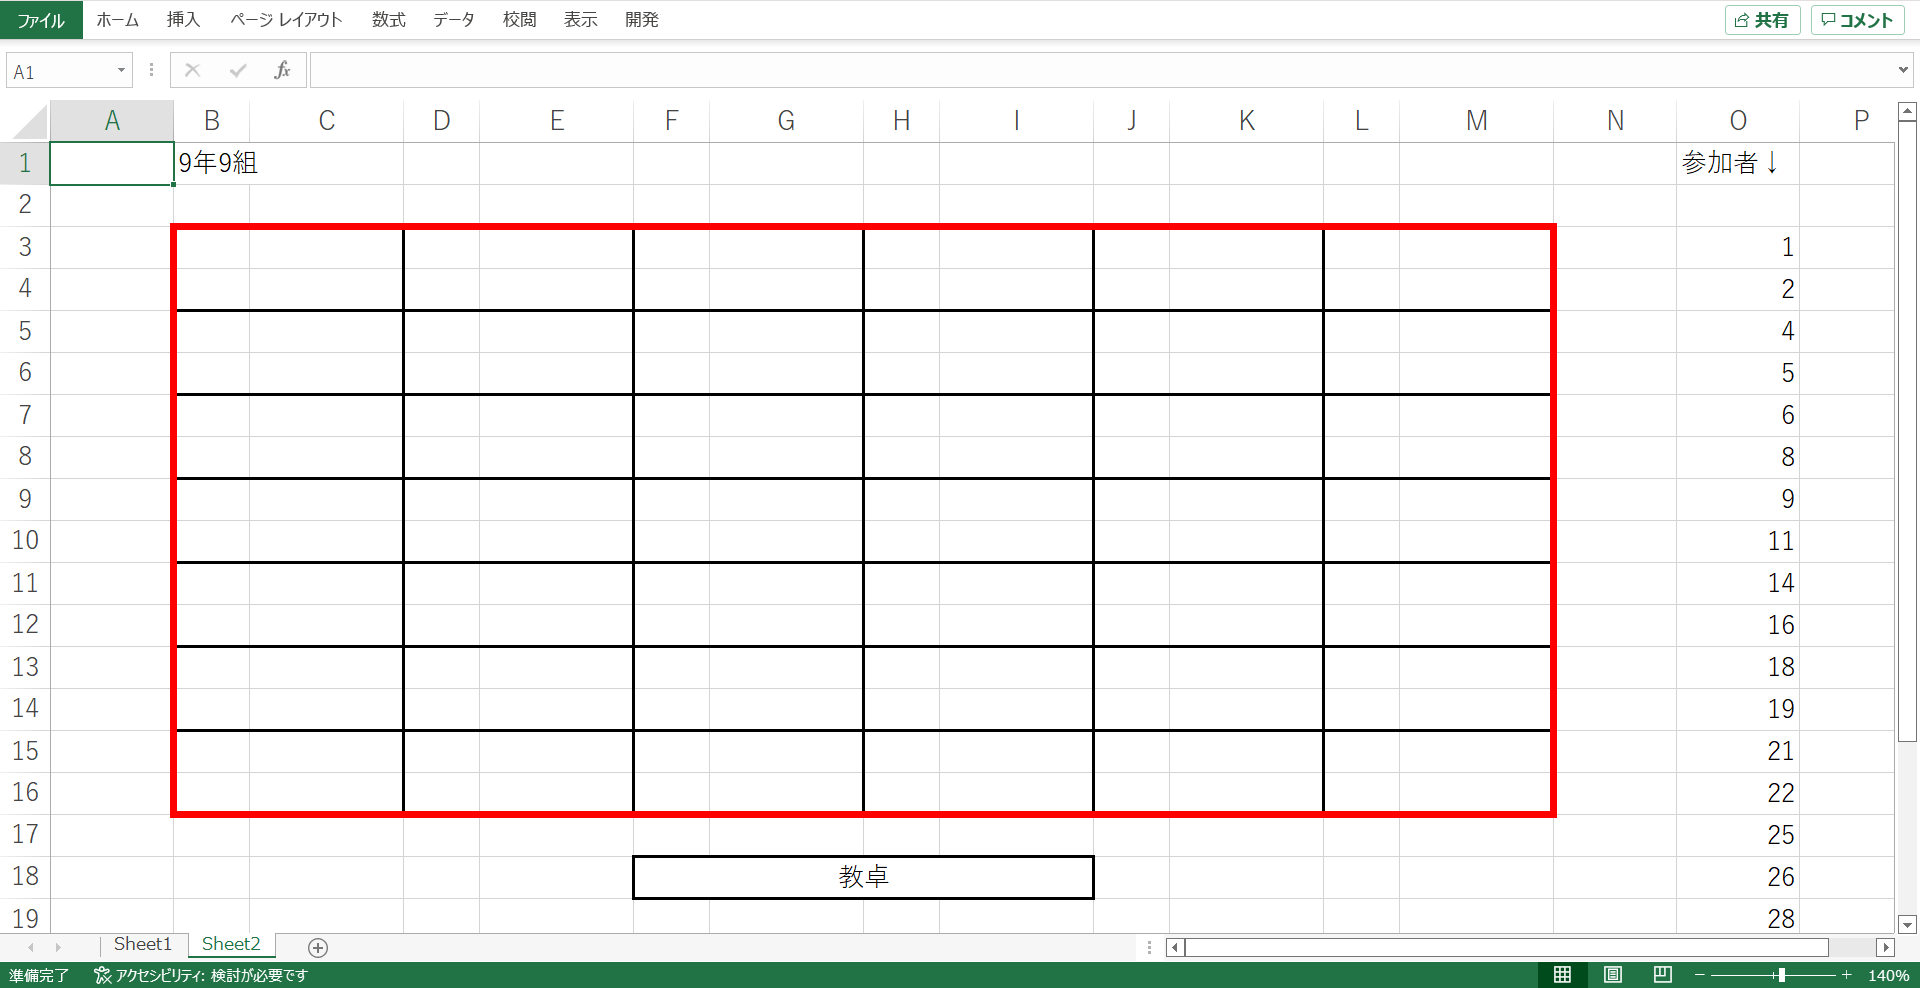 ファイル ホーム 挿入 ページ レイアウト 数式 データ 校閲 表示 開発 共有 コメント
A1 fx
A B C D E F G H I J K L M N O P
1 9年9組 参加者↓
2
3 1
4 2
5 4
6 5
7 6
8 8
9 9
10 11
11 14
12 16
13 18
14 19
15 21
16 22
17 25
18 教卓 26
19 28
Sheet1 Sheet2
準備完了 アクセシビリティ: 検討が必要です 140%